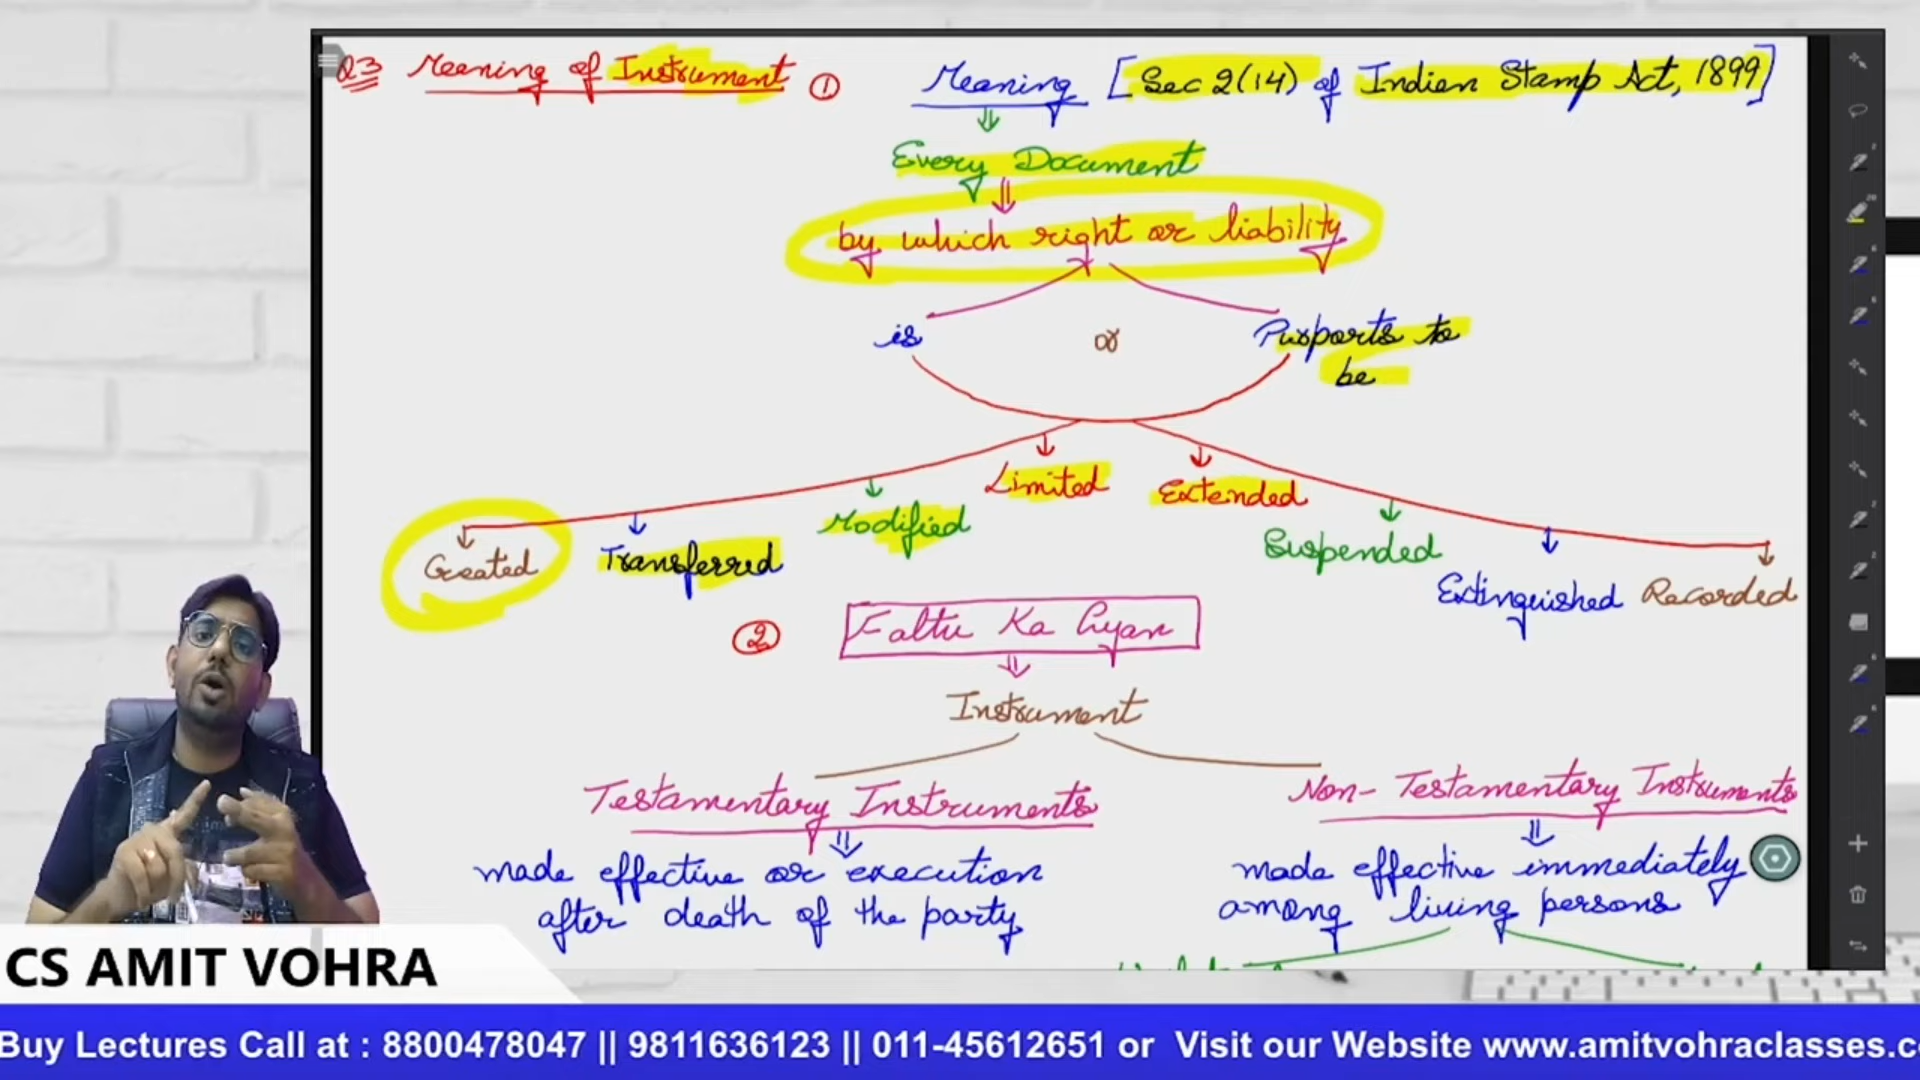 Q3 Meaning of Instrument ① Meaning [Sec 2(14) of Indian Stamp Act, 1899]
Every Document
by which right or liability
is or Purports to
be
Limited Extended
Created Transferred Modified Suspended
Extinguished Recorded
② Faltu Ka Gyan
Instrument
Testamentary Instruments Non-Testamentary Instruments
made effective or execution made effective immediately
after death of the party among living persons
CS AMIT VOHRA
Buy Lectures Call at : 8800478047 || 9811636123 || 011-45612651 or Visit our Website www.amitvohraclasses.c